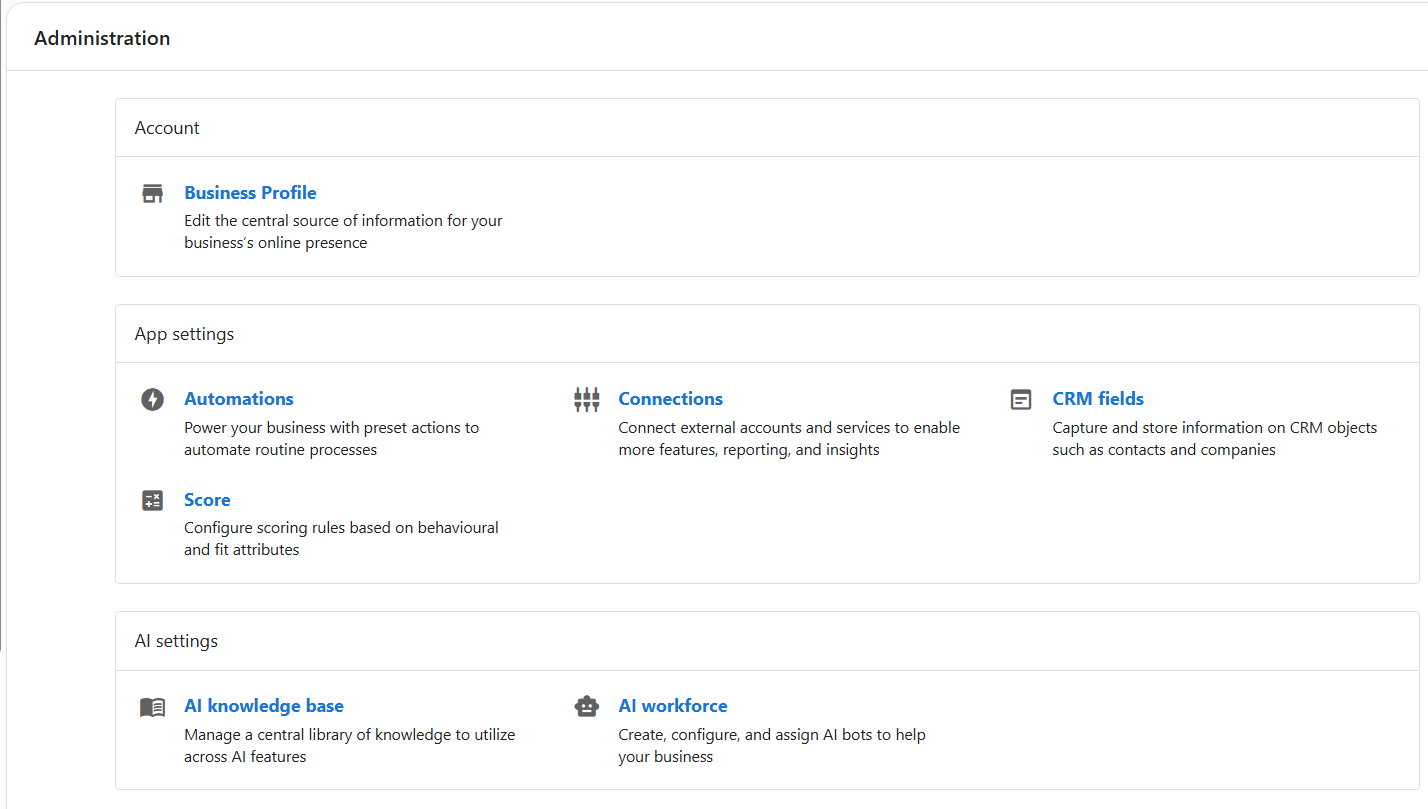 Administration
Account
Business Profile
Edit the central source of information for your
business’s online presence
App settings
Automations
Power your business with preset actions to
automate routine processes
Connections
Connect external accounts and services to enable
more features, reporting, and insights
CRM fields
Capture and store information on CRM objects
such as contacts and companies
Score
Configure scoring rules based on behavioural
and fit attributes
AI settings
AI knowledge base
Manage a central library of knowledge to utilize
across AI features
AI workforce
Create, configure, and assign AI bots to help
your business